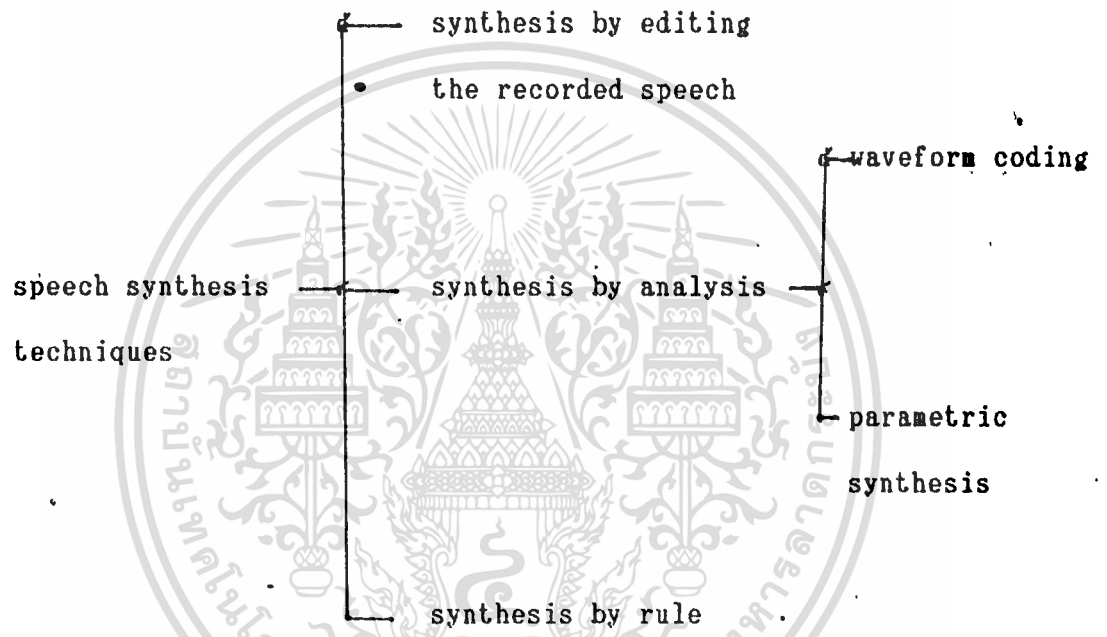 synthesis by editing
the recorded speech
waveform coding
speech synthesis
synthesis by analysis
techniques
parametric
synthesis
synthesis by rule